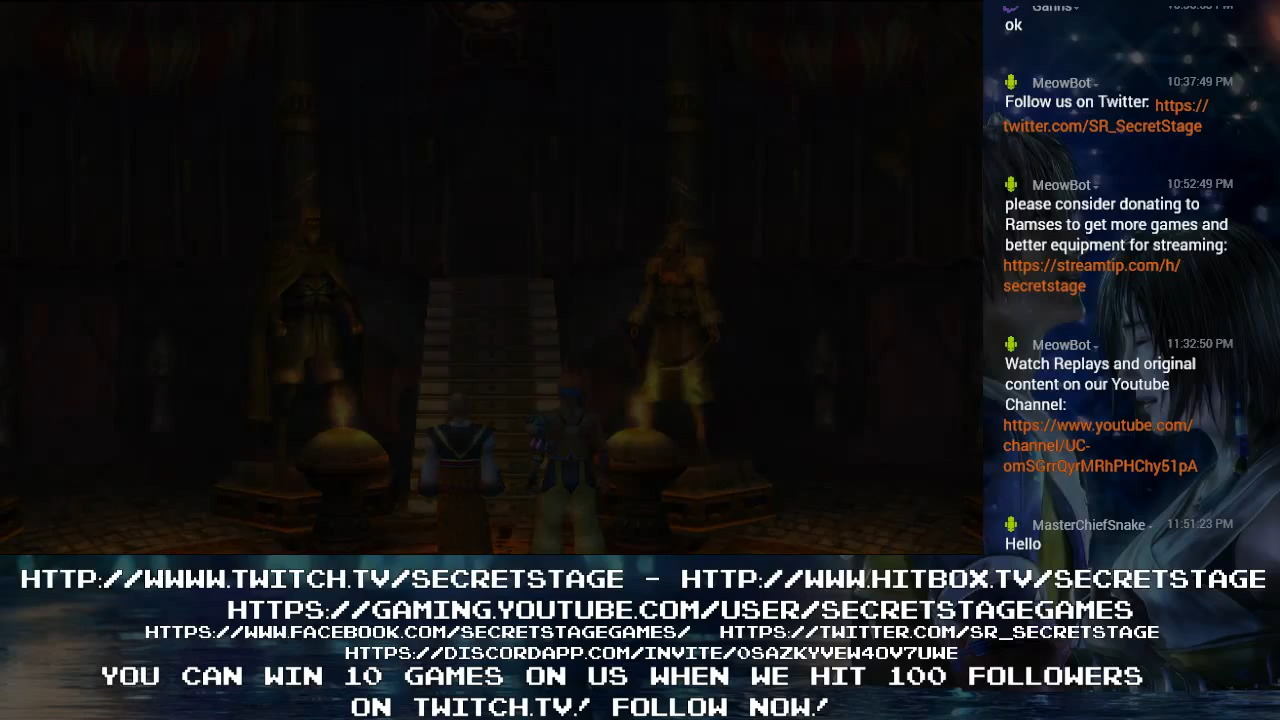 ok
MeowBot
10:37:49 PM
Follow us on Twitter: https://
twitter.com/SR_SecretStage
MeowBot
10:52:49 PM
please consider donating to
Ramses to get more games and
better equipment for streaming:
https://streamtip.com/h/
secretstage
MeowBot
11:32:50 PM
Watch Replays and original
content on our Youtube
Channel:
https://www.youtube.com/
channel/UC-
omSGrrQyrMRhPHChy51pA
MasterChiefSnake
11:51:23 PM
Hello
HTTP://WWWW.TWITCH.TV/SECRETSTAGE - HTTP://WWW.HITBOX.TV/SECRETSTAGE
HTTPS://GAMING.YOUTUBE.COM/USER/SECRETSTAGEGAMES
HTTPS://WWW.FACEBOOK.COM/SECRETSTAGEGAMES/ HTTPS://TWITTER.COM/SR_SECRETSTAGE
HTTPS://DISCORDAPP.COM/INVITE/0SAZKYVEW4OV7UWE
YOU CAN WIN 10 GAMES ON US WHEN WE HIT 100 FOLLOWERS
ON TWITCH.TV! FOLLOW NOW!